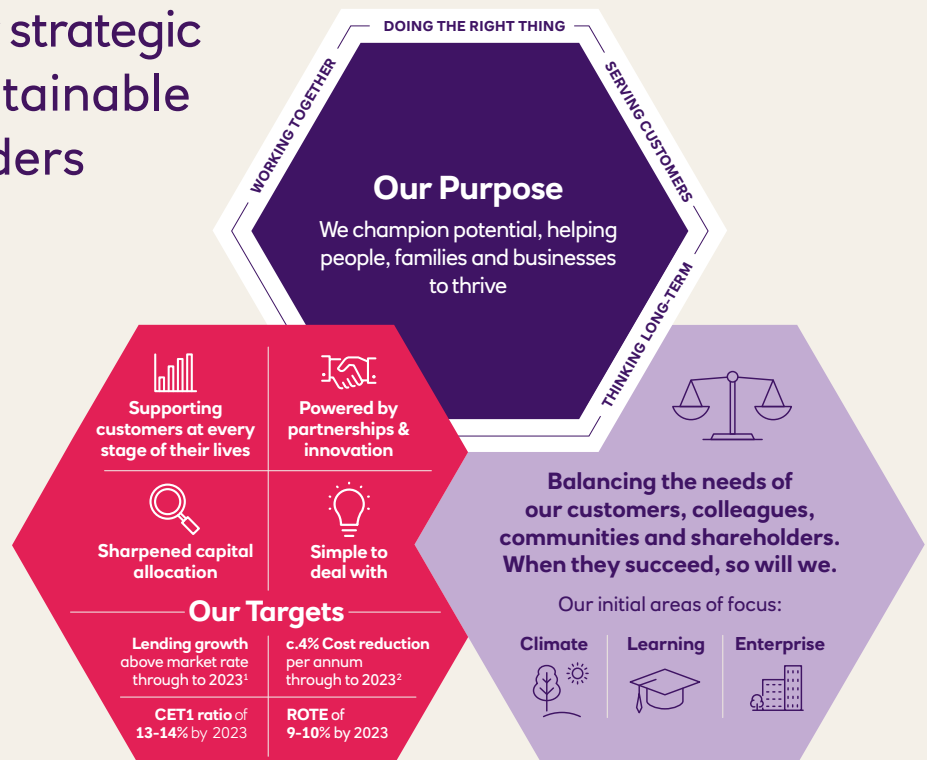 strategic
tainable
ders
WORKING TOGETHER
DOING THE RIGHT THING
SERVING CUSTOMERS
THINKING LONG-TERM
Our Purpose
We champion potential, helping
people, families and businesses
to thrive
Supporting
customers at every
stage of their lives
Powered by
partnerships &
innovation
Sharpened capital
allocation
Simple to
deal with
Our Targets
Lending growth
above market rate
through to 2023¹
c.4% Cost reduction
per annum
through to 2023²
CET1 ratio of
13-14% by 2023
ROTE of
9-10% by 2023
Balancing the needs of
our customers, colleagues,
communities and shareholders.
When they succeed, so will we.
Our initial areas of focus:
Climate
Learning
Enterprise